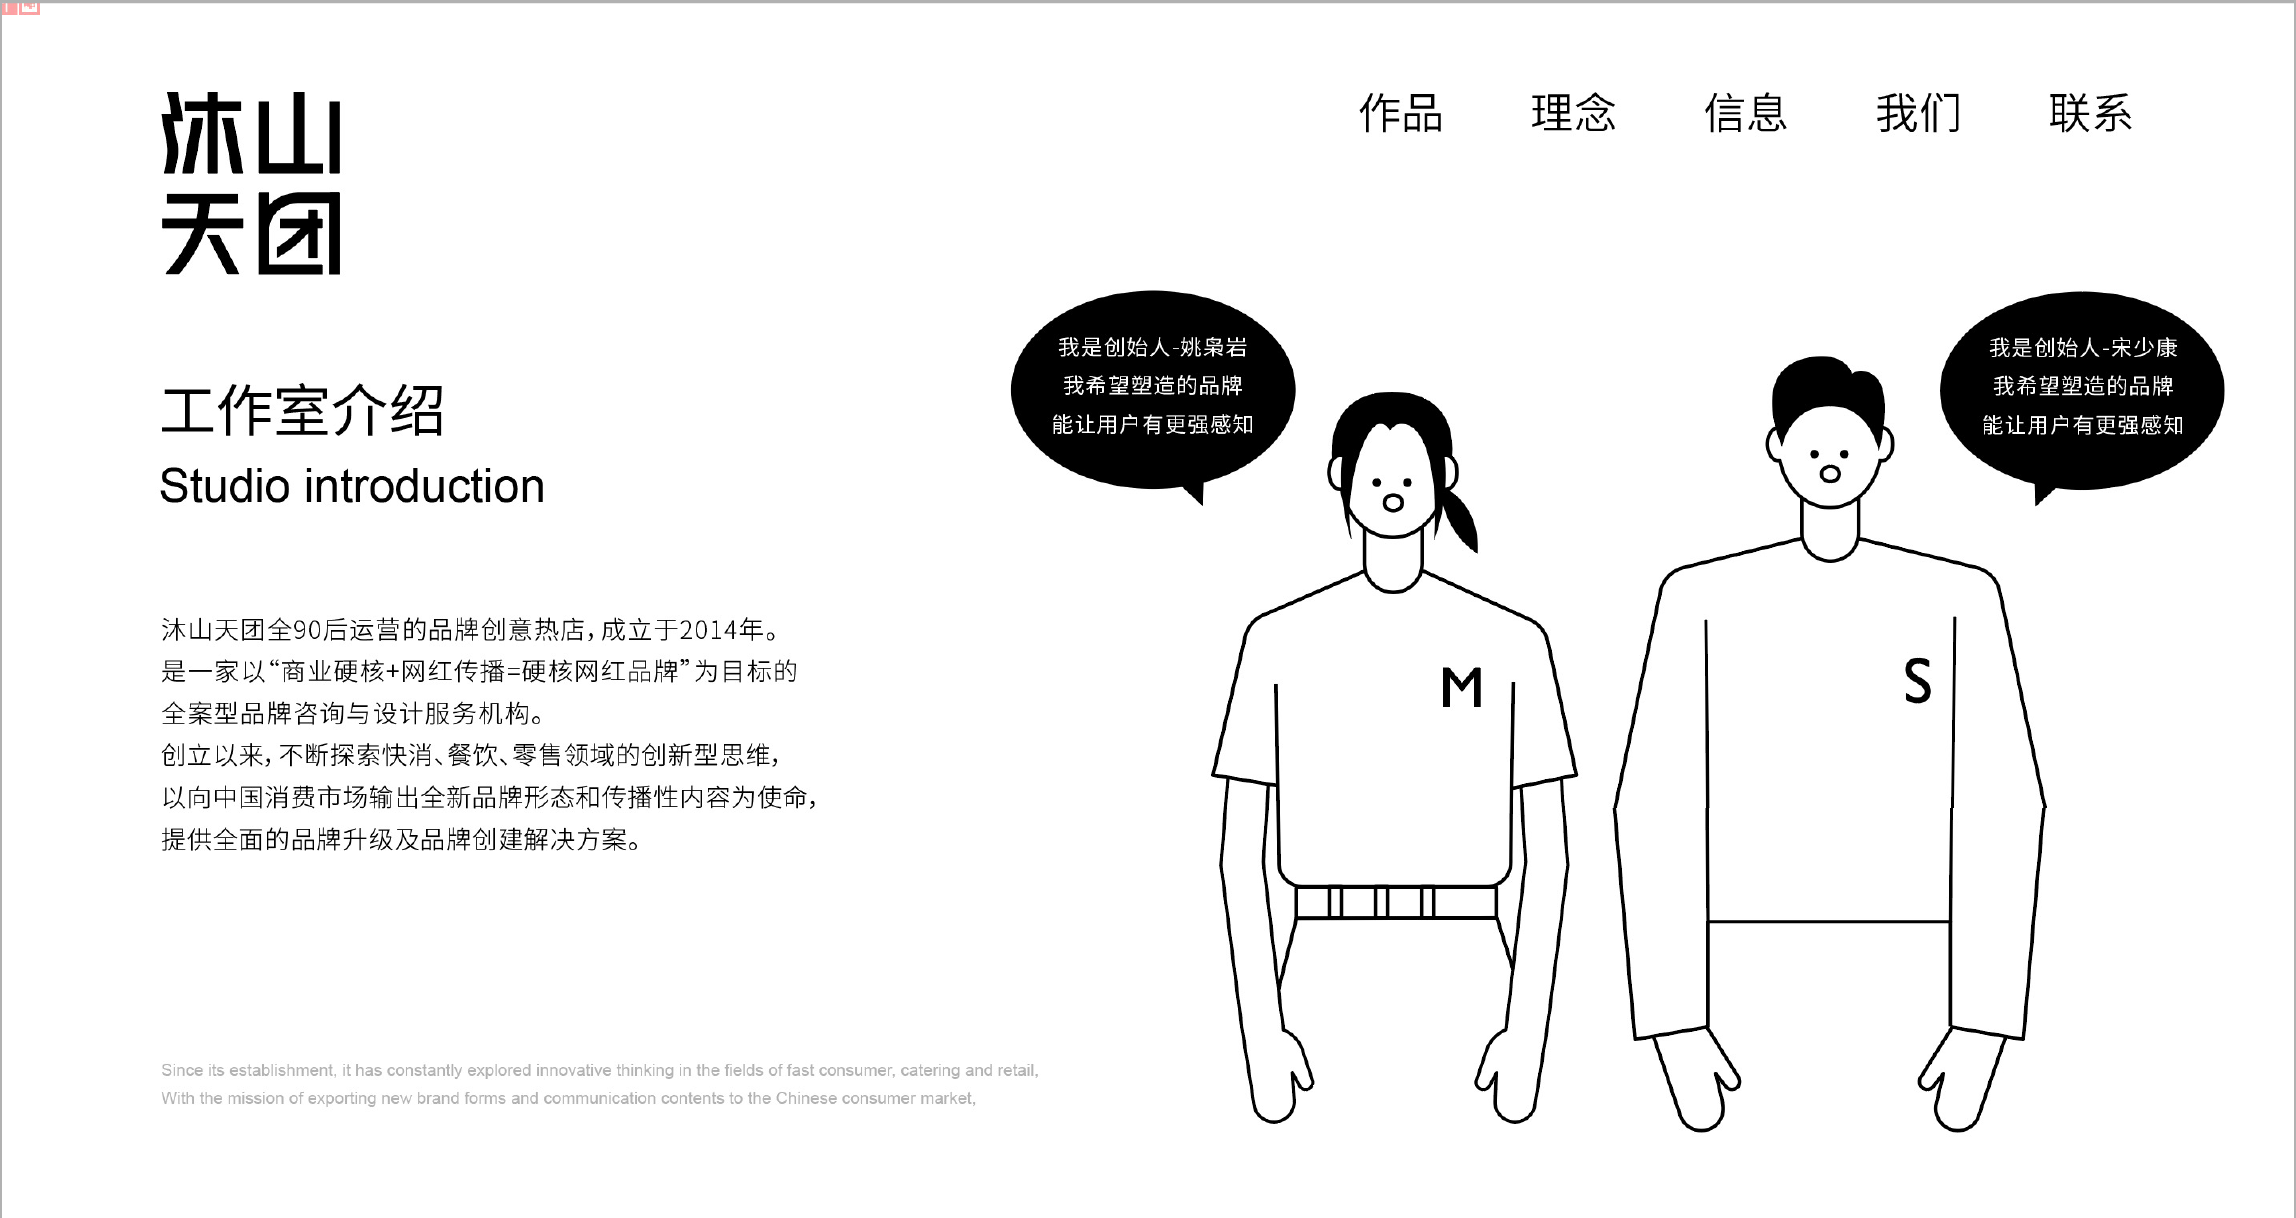 沐山
天团
作品 理念 信息 我们 联系
工作室介绍
Studio introduction
沐山天团全90后运营的品牌创意热店，成立于2014年。
是一家以“商业硬核+网红传播=硬核网红品牌”为目标的
全案型品牌咨询与设计服务机构。
创立以来，不断探索快消、餐饮、零售领域的创新型思维，
以向中国消费市场输出全新品牌形态和传播性内容为使命，
提供全面的品牌升级及品牌创建解决方案。
Since its establishment, it has constantly explored innovative thinking in the fields of fast consumer, catering and retail,
With the mission of exporting new brand forms and communication contents to the Chinese consumer market,
我是创始人-姚枭岩
我希望塑造的品牌
能让用户有更强感知
我是创始人-宋少康
我希望塑造的品牌
能让用户有更强感知
M
S